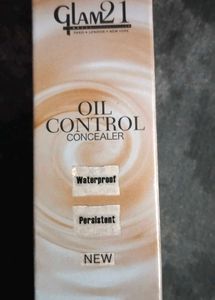 GLAM21
PARIS • LONDON • NEW YORK
OIL
CONTROL
CONCEALER
Waterproof
Persistent
NEW